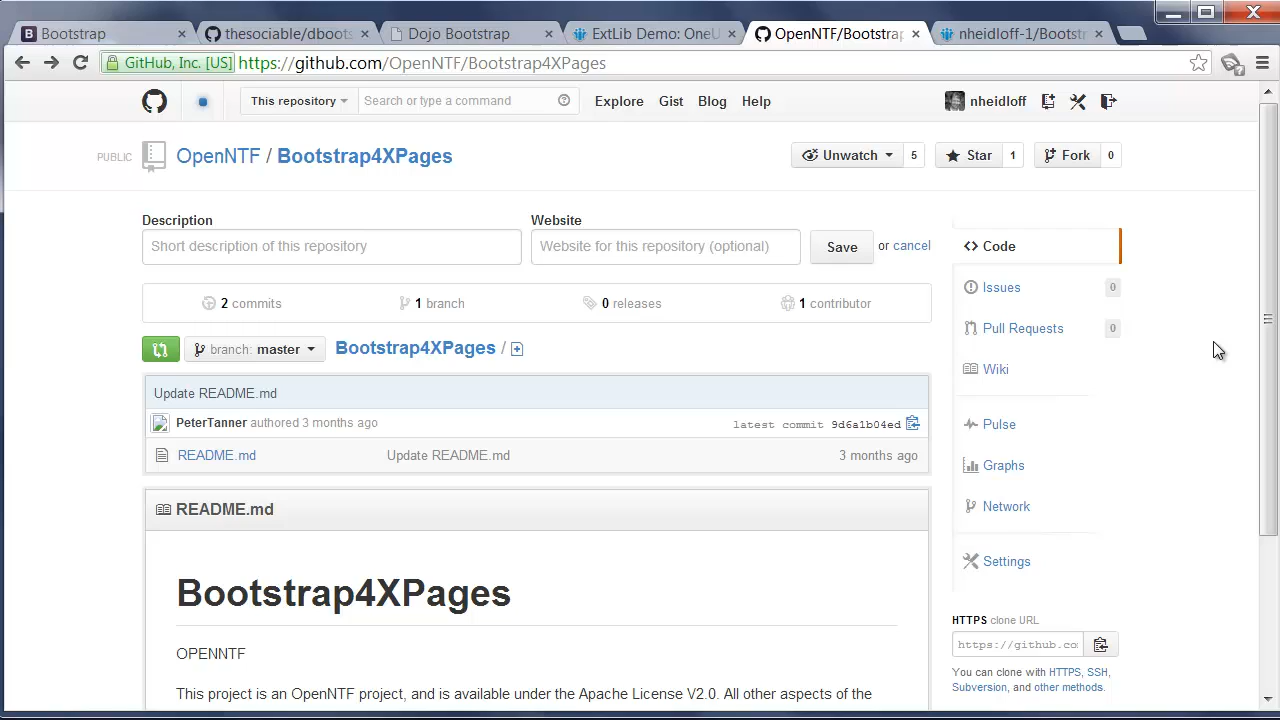 Bootstrap
thesociable/dboots
Dojo Bootstrap
ExtLib Demo: OneU
OpenNTF/Bootstrap
nheidloff-1/Bootst
GitHub, Inc. [US] https://github.com/OpenNTF/Bootstrap4XPages
This repository
Search or type a command
Explore
Gist
Blog
Help
nheidloff
PUBLIC
OpenNTF / Bootstrap4XPages
Unwatch 5
Star 1
Fork 0
Description
Short description of this repository
Website
Website for this repository (optional)
Save
or cancel
2 commits
1 branch
0 releases
1 contributor
branch: master
Bootstrap4XPages /
Update README.md
PeterTanner authored 3 months ago
latest commit 9d6a1b04ed
README.md
Update README.md
3 months ago
README.md
Bootstrap4XPages
OPENNTF
This project is an OpenNTF project, and is available under the Apache License V2.0. All other aspects of the
Code
Issues 0
Pull Requests 0
Wiki
Pulse
Graphs
Network
Settings
HTTPS clone URL
https://github.co
You can clone with HTTPS, SSH,
Subversion, and other methods.